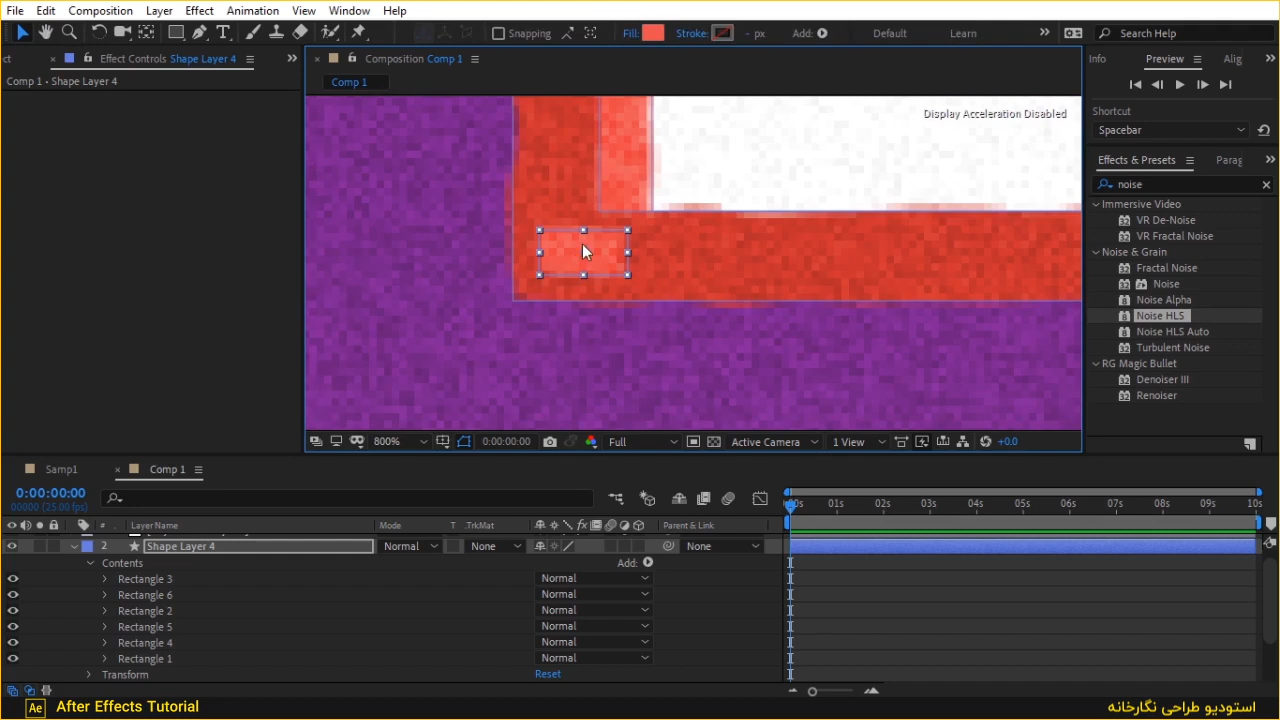 File Edit Composition Layer Effect Animation View Window Help
Snapping Fill: Stroke: - px Add: Default Learn Search Help
ct Effect Controls Shape Layer 4
Composition Comp 1
Info Preview Alig
Comp 1 • Shape Layer 4
Comp 1
Display Acceleration Disabled
Shortcut
Spacebar
Effects & Presets Parag
noise
Immersive Video
VR De-Noise
VR Fractal Noise
Noise & Grain
Fractal Noise
Noise
Noise Alpha
Noise HLS
Noise HLS Auto
Turbulent Noise
RG Magic Bullet
Denoiser III
Renoiser
800% 0:00:00:00 Full Active Camera 1 View +0.0
Samp1 Comp 1
0:00:00:00
00000 (25.00 fps)
01s 02s 03s 04s 05s 06s 07s 08s 09s 10s
# Layer Name Mode T .TrkMat Parent & Link
2 Shape Layer 4 Normal None None
Contents Add:
Rectangle 3 Normal
Rectangle 6 Normal
Rectangle 2 Normal
Rectangle 5 Normal
Rectangle 4 Normal
Rectangle 1 Normal
Transform Reset
Ae After Effects Tutorial استودیو طراحی نگارخانه